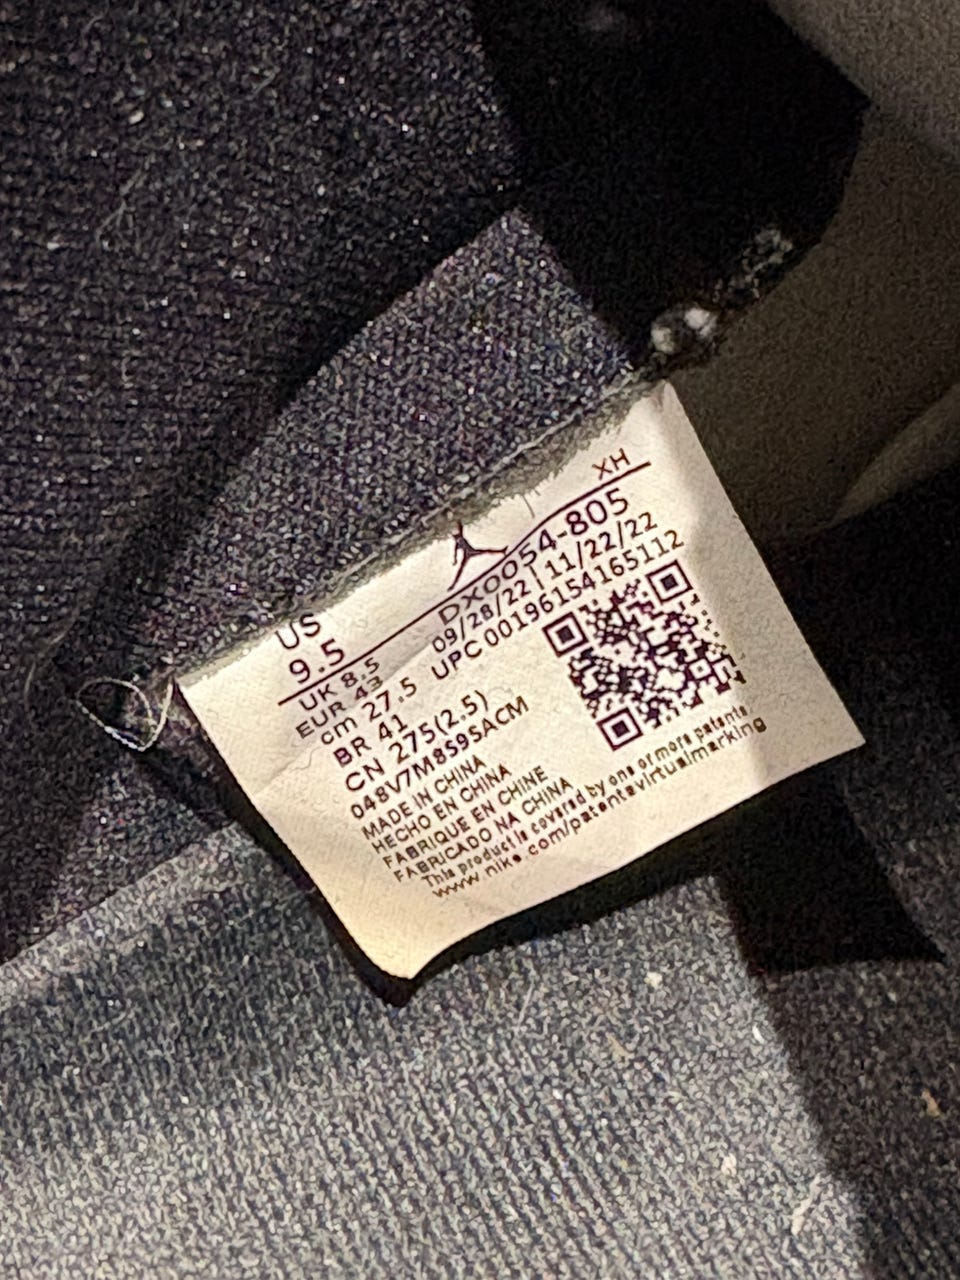 XH
US
9.5
DX0054-805
09/28/22 | 11/22/22
UPC 00196154165112
UK 8.5
EUR 43
cm 27.5
BR 41
CN 275(2.5)
048V7M8595ACM
MADE IN CHINA
HECHO EN CHINA
FABRIQUE EN CHINE
FABRICADO NA CHINA
This product is covered by one or more patents.
www.nike.com/patentsvirtualmarking